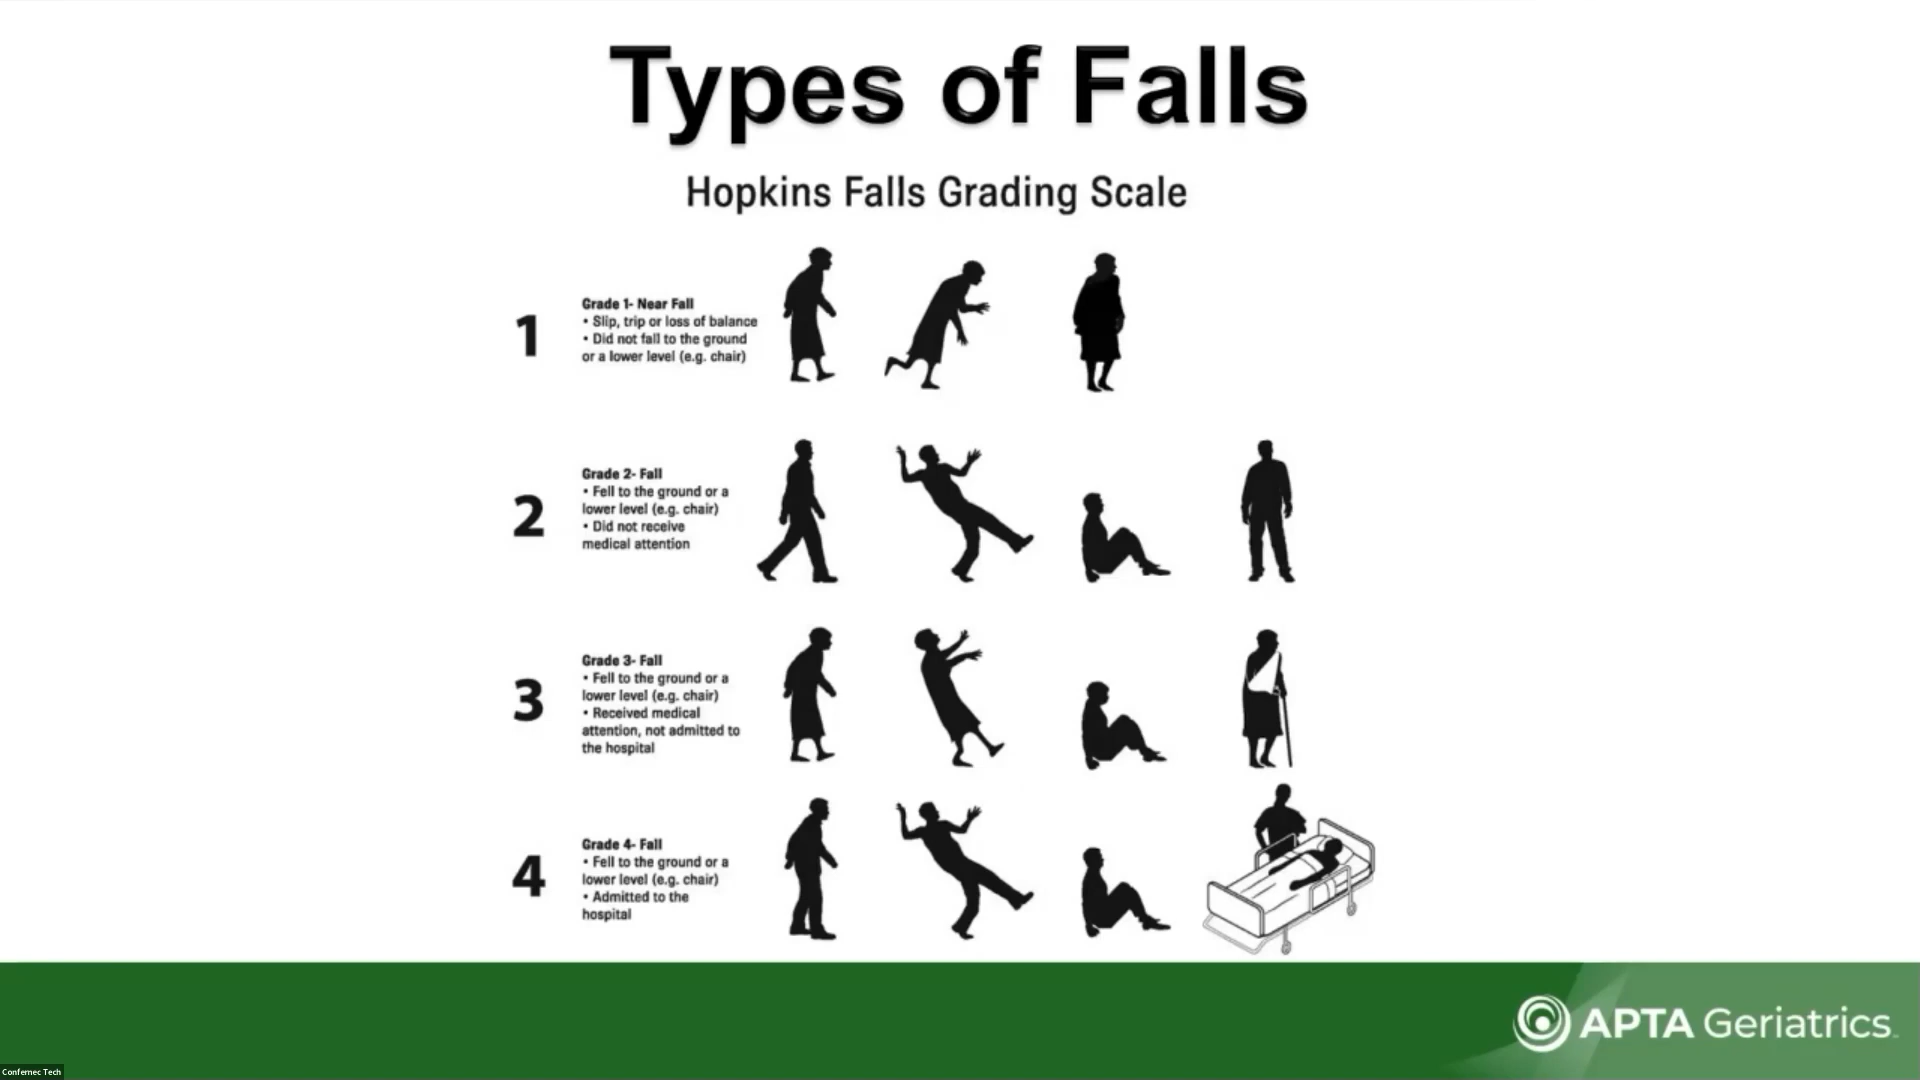 Types of Falls
Hopkins Falls Grading Scale
1
Grade 1- Near Fall
• Slip, trip or loss of balance
• Did not fall to the ground
or a lower level (e.g. chair)
2
Grade 2- Fall
• Fell to the ground or a
lower level (e.g. chair)
• Did not receive
medical attention
3
Grade 3- Fall
• Fell to the ground or a
lower level (e.g. chair)
• Received medical
attention, not admitted to
the hospital
4
Grade 4- Fall
• Fell to the ground or a
lower level (e.g. chair)
• Admitted to the
hospital
APTA Geriatrics
Confernec Tech